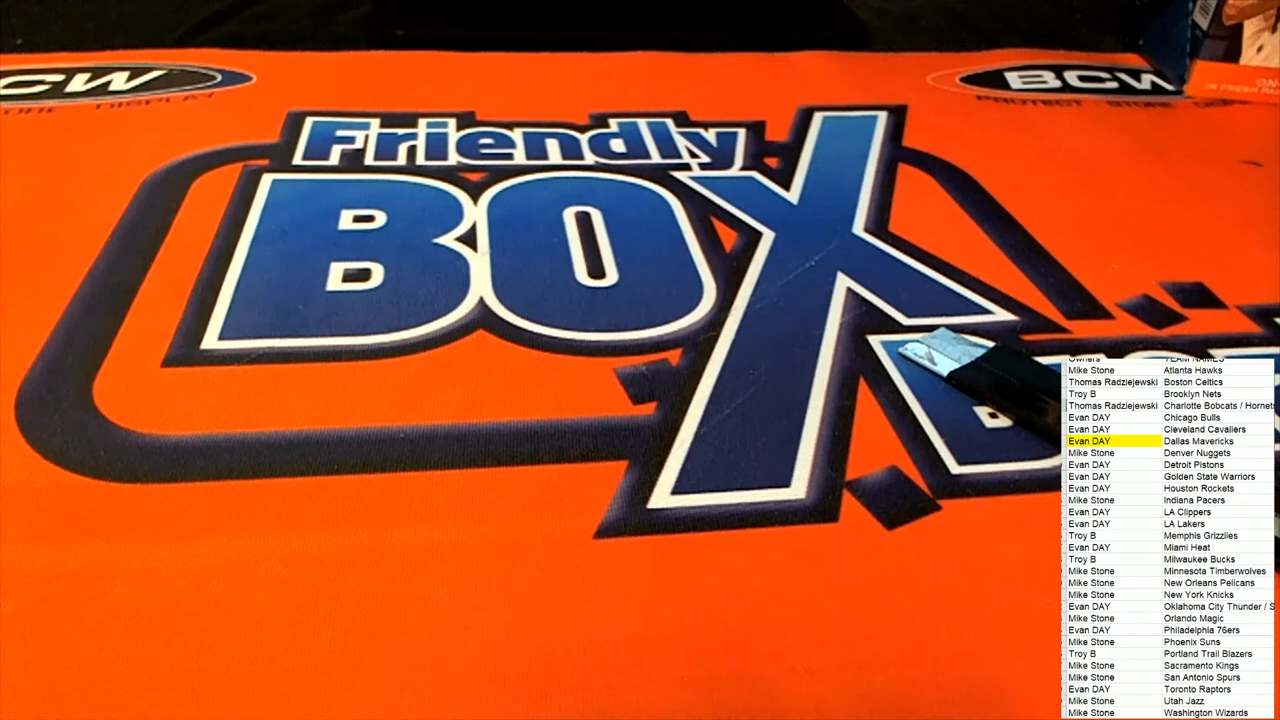 BCW
BCW
PROTECT STORE
Friendly
BOX
Owners TEAM NAMES
Mike Stone Atlanta Hawks
Thomas Radziejewski Boston Celtics
Troy B Brooklyn Nets
Thomas Radziejewski Charlotte Bobcats / Hornets
Evan DAY Chicago Bulls
Evan DAY Cleveland Cavaliers
Evan DAY Dallas Mavericks
Mike Stone Denver Nuggets
Evan DAY Detroit Pistons
Evan DAY Golden State Warriors
Evan DAY Houston Rockets
Mike Stone Indiana Pacers
Evan DAY LA Clippers
Evan DAY LA Lakers
Troy B Memphis Grizzlies
Evan DAY Miami Heat
Troy B Milwaukee Bucks
Mike Stone Minnesota Timberwolves
Mike Stone New Orleans Pelicans
Mike Stone New York Knicks
Evan DAY Oklahoma City Thunder / S
Mike Stone Orlando Magic
Evan DAY Philadelphia 76ers
Mike Stone Phoenix Suns
Troy B Portland Trail Blazers
Mike Stone Sacramento Kings
Mike Stone San Antonio Spurs
Evan DAY Toronto Raptors
Mike Stone Utah Jazz
Mike Stone Washington Wizards